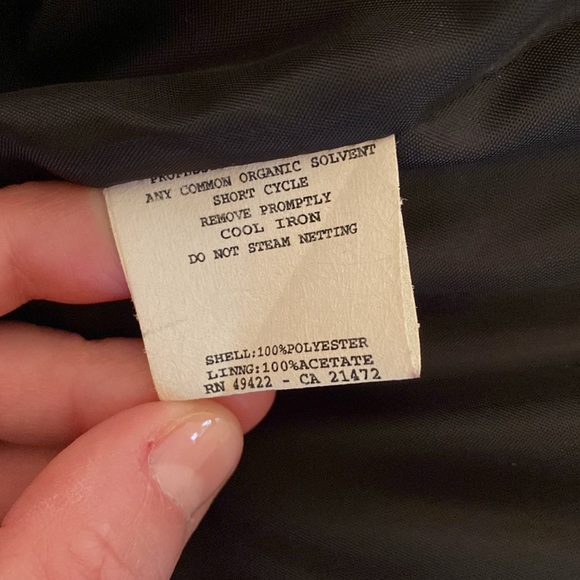 ANY COMMON ORGANIC SOLVENT
SHORT CYCLE
REMOVE PROMPTLY
COOL IRON
DO NOT STEAM NETTING
SHELL:100%POLYESTER
LINNG:100%ACETATE
RN 49422 - CA 21472